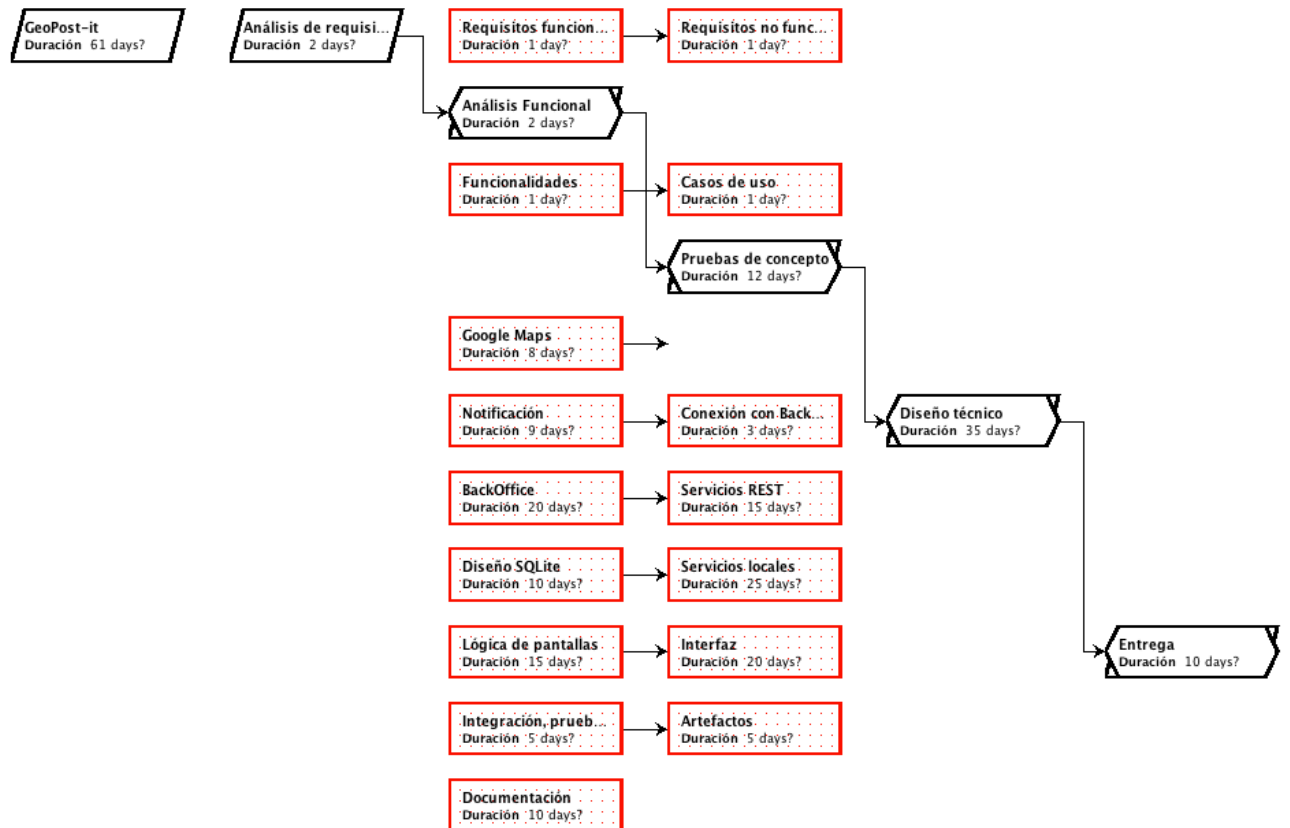 GeoPost-it
Duración 61 days?
Análisis de requisi...
Duración 2 days?
Requisitos funcion...
Duración 1 day?
Requisitos no func...
Duración 1 day?
Análisis Funcional
Duración 2 days?
Funcionalidades
Duración 1 day?
Casos de uso
Duración 1 day?
Pruebas de concepto
Duración 12 days?
Google Maps
Duración 8 days?
Notificación
Duración 9 days?
Conexión con Back...
Duración 3 days?
Diseño técnico
Duración 35 days?
BackOffice
Duración 20 days?
Servicios REST
Duración 15 days?
Diseño SQLite
Duración 10 days?
Servicios locales
Duración 25 days?
Lógica de pantallas
Duración 15 days?
Interfaz
Duración 20 days?
Entrega
Duración 10 days?
Integración, prueb...
Duración 5 days?
Artefactos
Duración 5 days?
Documentación
Duración 10 days?